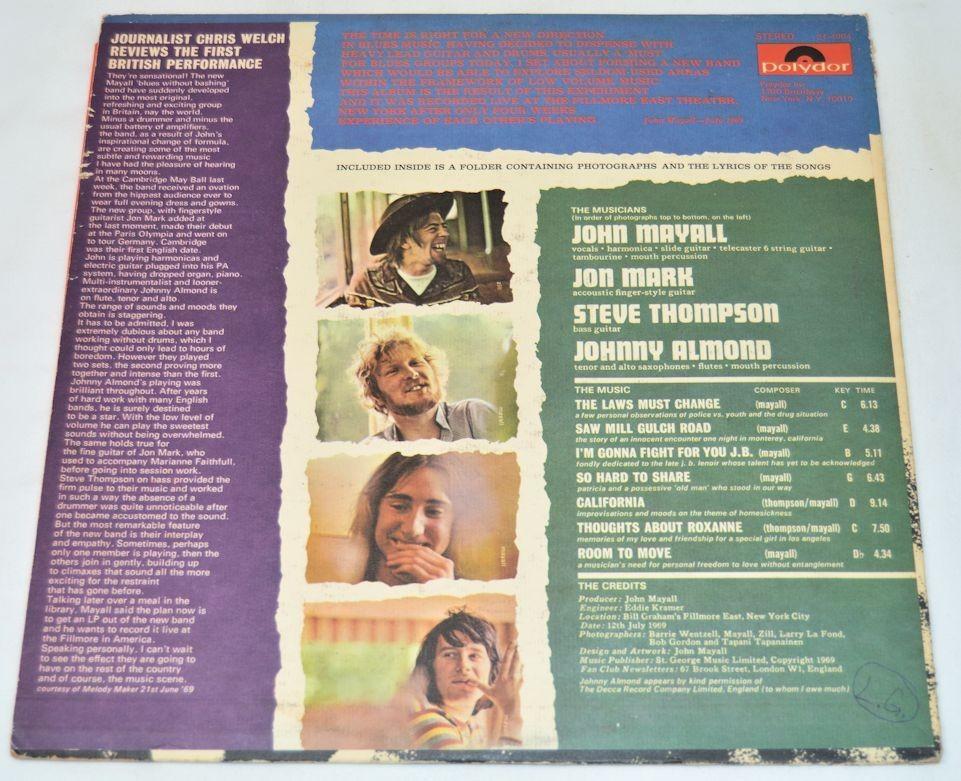 JOURNALIST CHRIS WELCH
REVIEWS THE FIRST
BRITISH PERFORMANCE
They're sensational! The new
Mayall 'blues without bashing'
band have suddenly developed
into the most original,
refreshing and exciting group
in Britain, nay the world.
Minus a drummer and minus the
usual battery of amplifiers,
the band, as a result of John's
inspirational change of formula,
are creating some of the most
subtle and rewarding music
I have had the pleasure of hearing
in many moons.
At the Cambridge May Ball last
week, the band received an ovation
from the hippest audience ever to
wear full evening dress and gowns.
The new group, with fingerstyle
guitarist Jon Mark added at
the last moment, made their debut
at the Paris Olympia and went on
to tour Germany. Cambridge
was their first English date.
John is playing harmonicas and
electric guitar plugged into his PA
system, having dropped organ, piano.
Multi-instrumentalist and looner-
extraordinary Johnny Almond is
on flute, tenor and alto.
The range of sounds and moods they
obtain is staggering.
It has to be admitted, I was
extremely dubious about any band
working without drums, which I
thought could only lead to hours of
boredom. However they played
two sets, the second proving more
together and intense than the first.
Johnny Almond's playing was
brilliant throughout. After years
of hard work with many English
bands, he is surely destined
to be a star. With the low level of
volume he can play the sweetest
sounds without being overwhelmed.
The same holds true for
the fine guitar of Jon Mark, who
used to accompany Marianne Faithfull,
before going into session work.
Steve Thompson on bass provided the
firm pulse to their music and worked
in such a way the absence of a
drummer was quite unnoticable after
one became accustomed to the sound.
But the most remarkable feature
of the new band is their interplay
and empathy. Sometimes, perhaps
only one member is playing, then the
others join in gently, building up
to climaxes that sound all the more
exciting for the restraint
that has gone before.
Talking later over a meal in the
library, Mayall said the plan now is
to get an LP out of the new band
and he wants to record it live at
the Fillmore in America.
Speaking personally, I can't wait
to see the effect they are going to
have on the rest of the country
and of course, the music scene.
courtesy of Melody Maker 21st June '69
THE TIME IS RIGHT FOR A NEW DIRECTION
IN BLUES MUSIC. HAVING DECIDED TO DISPENSE WITH
HEAVY LEAD GUITAR AND DRUMS, USUALLY A 'MUST'
FOR BLUES GROUPS TODAY, I SET ABOUT FORMING A NEW BAND
WHICH WOULD BE ABLE TO EXPLORE SELDOM-USED AREAS
WITHIN THE FRAMEWORK OF LOW VOLUME MUSIC.
THIS ALBUM IS THE RESULT OF THIS EXPERIMENT
AND IT WAS RECORDED LIVE AT THE FILLMORE EAST THEATER,
NEW YORK AFTER ONLY FOUR WEEKS
EXPERIENCE OF EACH OTHER'S PLAYING. John Mayall—July 1969
STEREO 24-4004
polydor
Polydor Inc.
1700 Broadway
New York, N.Y. 10019
INCLUDED INSIDE IS A FOLDER CONTAINING PHOTOGRAPHS AND THE LYRICS OF THE SONGS
THE MUSICIANS
(In order of photographs top to bottom, on the left)
JOHN MAYALL
vocals • harmonica • slide guitar • telecaster 6 string guitar •
tambourine • mouth percussion
JON MARK
accoustic finger-style guitar
STEVE THOMPSON
bass guitar
JOHNNY ALMOND
tenor and alto saxophones • flutes • mouth percussion
THE MUSIC COMPOSER KEY TIME
THE LAWS MUST CHANGE (mayall) C 6.13
a few personal observations of police vs. youth and the drug situation
SAW MILL GULCH ROAD (mayall) E 4.38
the story of an innocent encounter one night in monterey, california
I'M GONNA FIGHT FOR YOU J.B. (mayall) B 5.11
fondly dedicated to the late j. b. lenoir whose talent has yet to be acknowledged
SO HARD TO SHARE (mayall) G 6.43
patricia and a possessive 'old man' who stood in our way
CALIFORNIA (thompson/mayall) D 9.14
improvisations and moods on the theme of homesickness
THOUGHTS ABOUT ROXANNE (thompson/mayall) C 7.50
memories of my love and friendship for a special girl in los angeles
ROOM TO MOVE (mayall) D♭ 4.34
a musician's need for personal freedom to love without entanglement
THE CREDITS
Producer: John Mayall
Engineer: Eddie Kramer
Location: Bill Graham's Fillmore East, New York City
Date: 12th July 1969
Photographers: Barrie Wentzell, Mayall, Zill, Larry La Fond,
Bob Gordon and Tapani Tapanainen
Design and Artwork: John Mayall
Music Publisher: St. George Music Limited, Copyright 1969
Fan Club Newsletters: 67 Brook Street, London W1, England
Johnny Almond appears by kind permission of
The Decca Record Company Limited, England (to whom I owe much)
L.G.